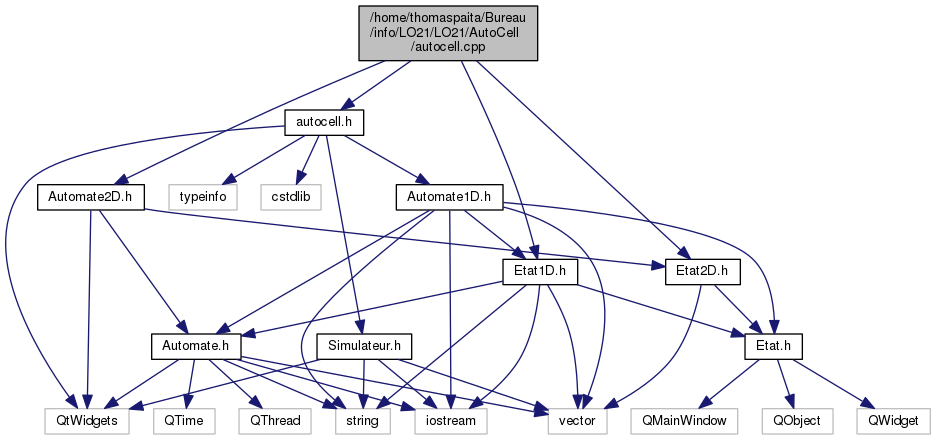 /home/thomaspaita/Bureau
/info/LO21/LO21/AutoCell
/autocell.cpp
autocell.h
Automate2D.h
typeinfo
cstdlib
Automate1D.h
Etat1D.h
Etat2D.h
Automate.h
Simulateur.h
Etat.h
QtWidgets
QTime
QThread
string
iostream
vector
QMainWindow
QObject
QWidget